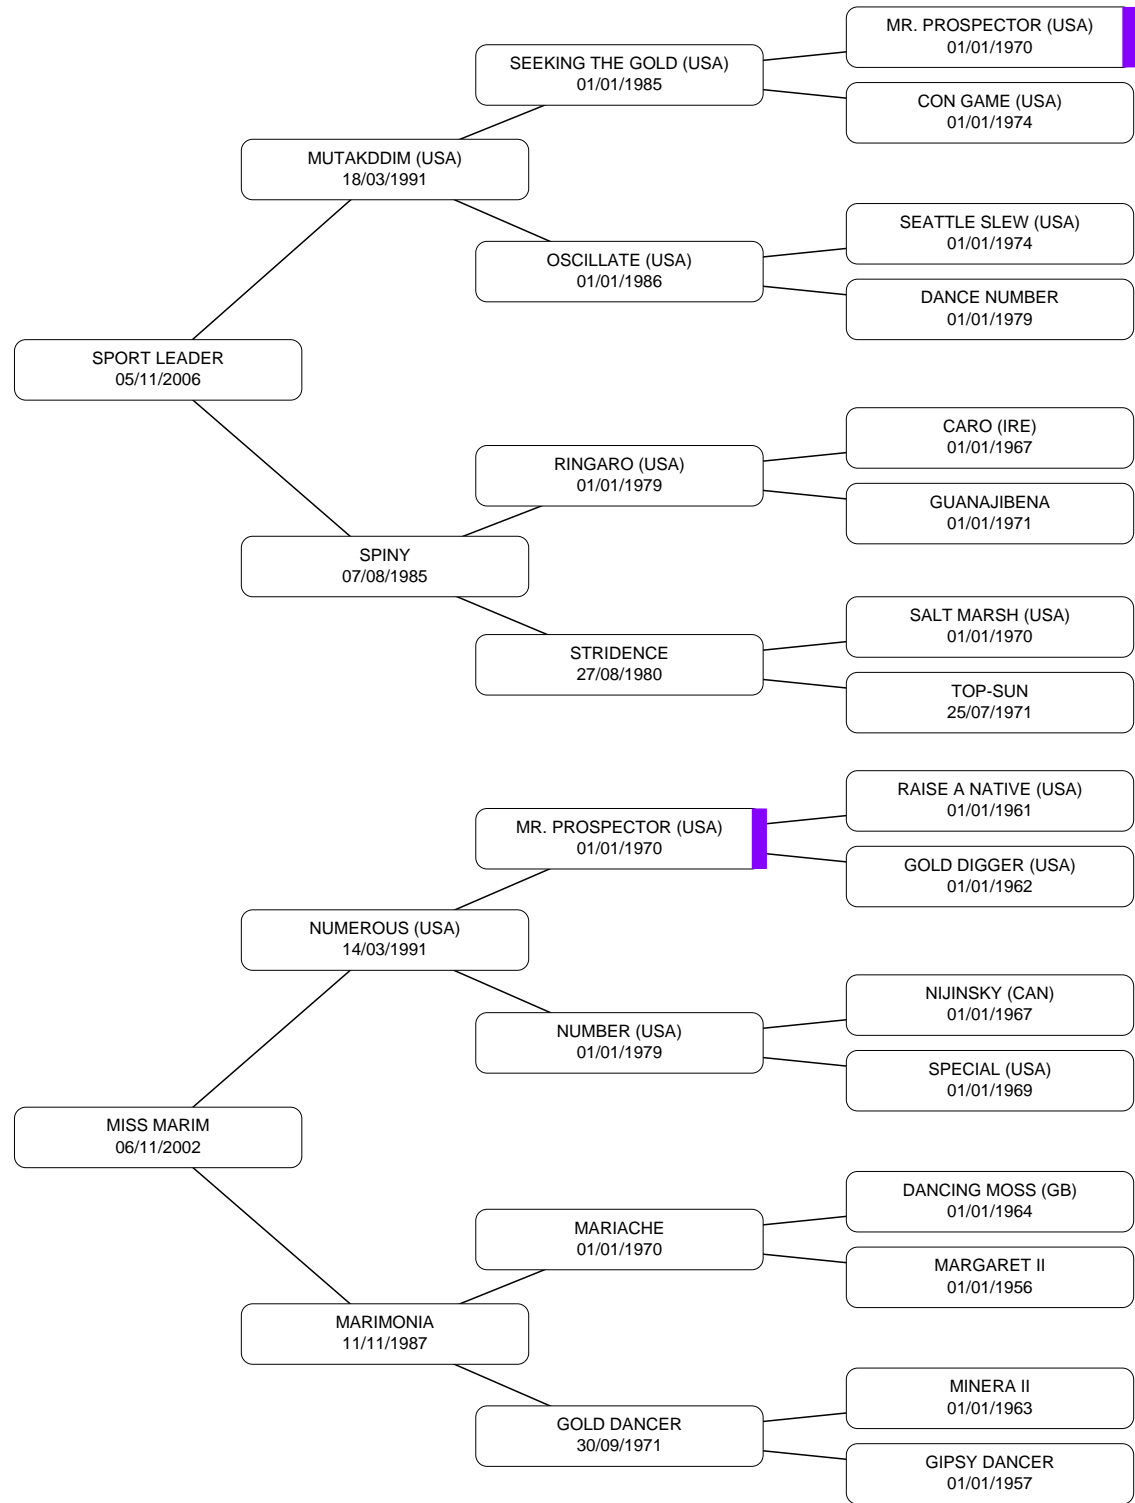 MR. PROSPECTOR (USA)
01/01/1970
SEEKING THE GOLD (USA)
01/01/1985
CON GAME (USA)
01/01/1974
MUTAKDDIM (USA)
18/03/1991
SEATTLE SLEW (USA)
01/01/1974
OSCILLATE (USA)
01/01/1986
DANCE NUMBER
01/01/1979
SPORT LEADER
05/11/2006
CARO (IRE)
01/01/1967
RINGARO (USA)
01/01/1979
GUANAJIBENA
01/01/1971
SPINY
07/08/1985
SALT MARSH (USA)
01/01/1970
STRIDENCE
27/08/1980
TOP-SUN
25/07/1971
RAISE A NATIVE (USA)
01/01/1961
MR. PROSPECTOR (USA)
01/01/1970
GOLD DIGGER (USA)
01/01/1962
NUMEROUS (USA)
14/03/1991
NIJINSKY (CAN)
01/01/1967
NUMBER (USA)
01/01/1979
SPECIAL (USA)
01/01/1969
MISS MARIM
06/11/2002
DANCING MOSS (GB)
01/01/1964
MARIACHE
01/01/1970
MARGARET II
01/01/1956
MARIMONIA
11/11/1987
MINERA II
01/01/1963
GOLD DANCER
30/09/1971
GIPSY DANCER
01/01/1957